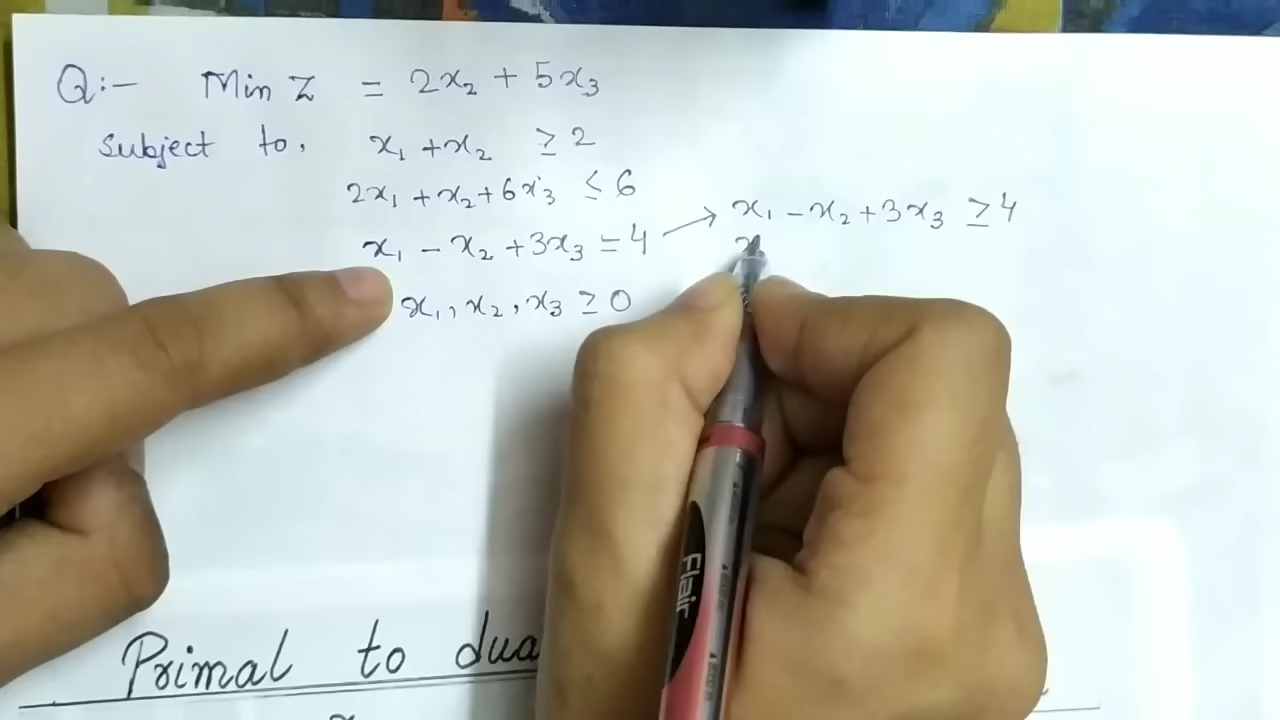 Q:- Min Z = 2x₂ + 5x₃
Subject to, x₁ + x₂ ≥ 2
2x₁ + x₂ + 6x₃ ≤ 6
x₁ - x₂ + 3x₃ = 4 → x₁ - x₂ + 3x₃ ≥ 4
x
x₁, x₂, x₃ ≥ 0
Flair
Primal to dua